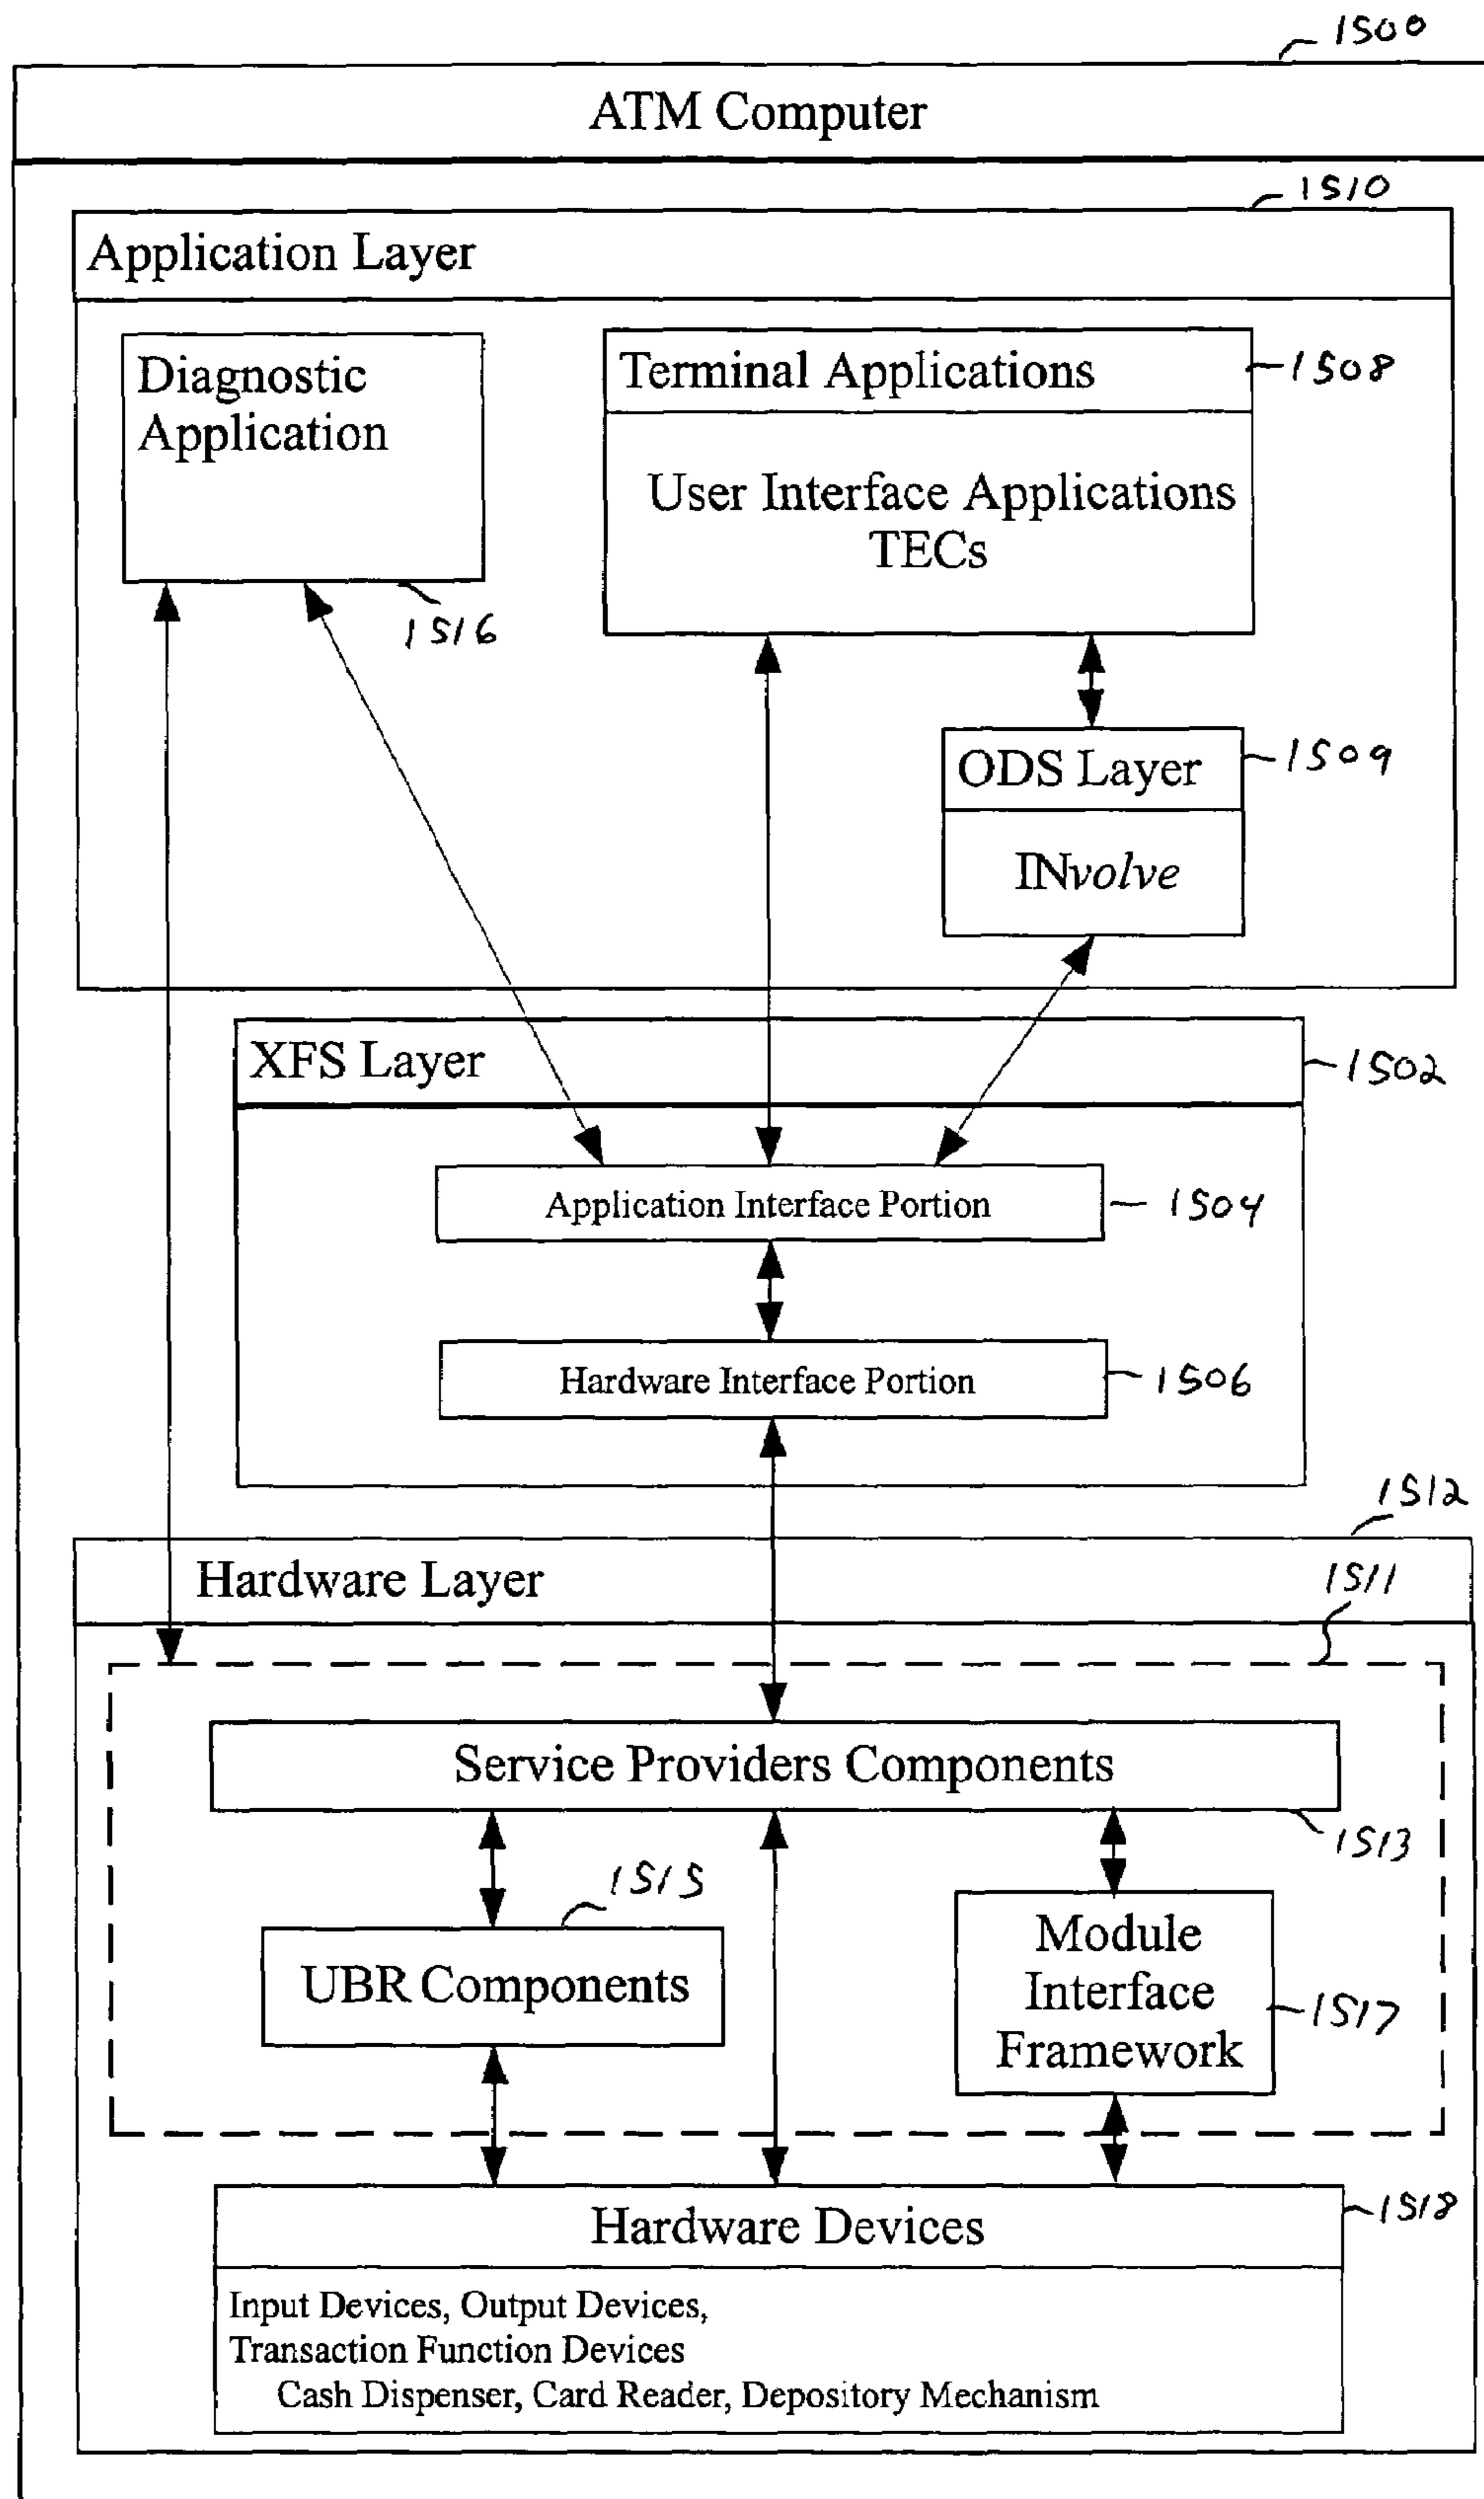 1500
ATM Computer
1510
Application Layer
Diagnostic
Application
1516
Terminal Applications
1508
User Interface Applications
TECs
ODS Layer
1509
INvolve
XFS Layer
1502
Application Interface Portion
1504
Hardware Interface Portion
1506
1512
Hardware Layer
1511
Service Providers Components
1513
1515
UBR Components
Module
Interface
Framework
1517
Hardware Devices
1518
Input Devices, Output Devices,
Transaction Function Devices
Cash Dispenser, Card Reader, Depository Mechanism